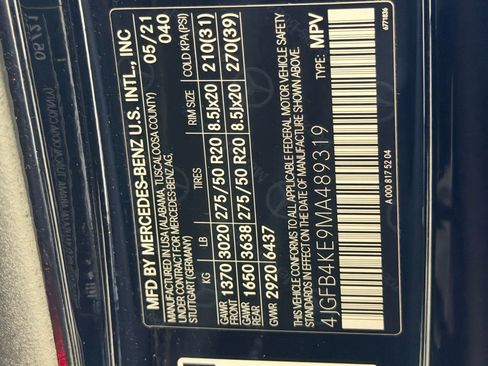 MFD BY MERCEDES-BENZ U.S. INTL., INC
MANUFACTURED IN USA (ALABAMA, TUSCALOOSA COUNTY)
UNDER CONTRACT FOR MERCEDES-BENZ AG,
STUTTGART (GERMANY)
05/21
040
KG LB TIRES RIM SIZE COLD KPA (PSI)
GAWR FRONT 1370 3020 275/50 R20 8.5Jx20 210(31)
GAWR REAR 1650 3638 275/50 R20 8.5Jx20 270(39)
GVWR 2920 6437
THIS VEHICLE CONFORMS TO ALL APPLICABLE FEDERAL MOTOR VEHICLE SAFETY
STANDARDS IN EFFECT ON THE DATE OF MANUFACTURE SHOWN ABOVE.
4JGFB4KE9MA489319 TYPE: MPV
A 000 817 52 04 6771836